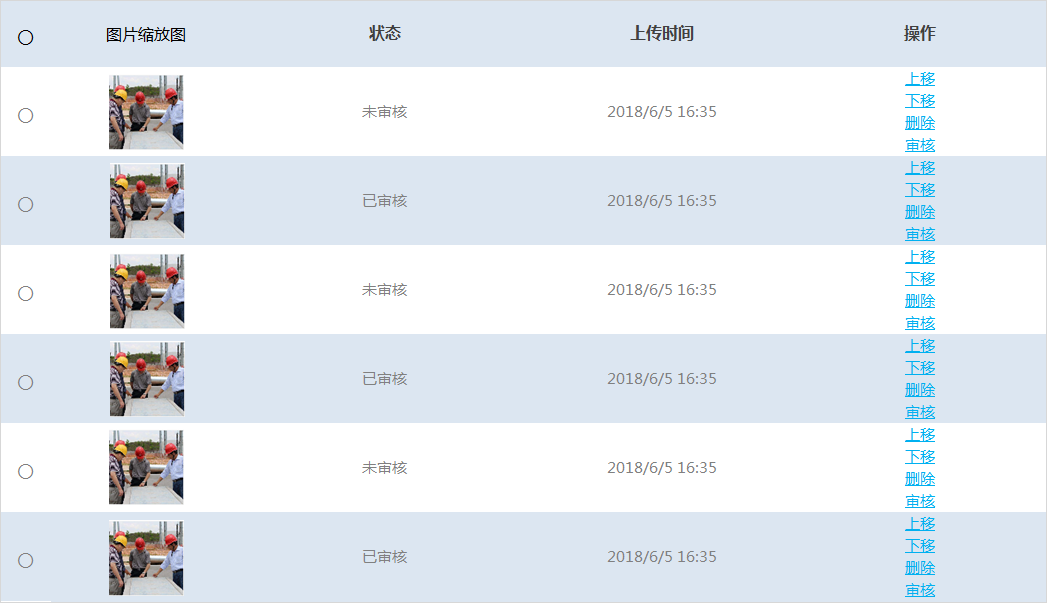 图片缩放图 状态 上传时间 操作
未审核 2018/6/5 16:35 上移
下移
删除
审核
已审核 2018/6/5 16:35 上移
下移
删除
审核
未审核 2018/6/5 16:35 上移
下移
删除
审核
已审核 2018/6/5 16:35 上移
下移
删除
审核
未审核 2018/6/5 16:35 上移
下移
删除
审核
已审核 2018/6/5 16:35 上移
下移
删除
审核